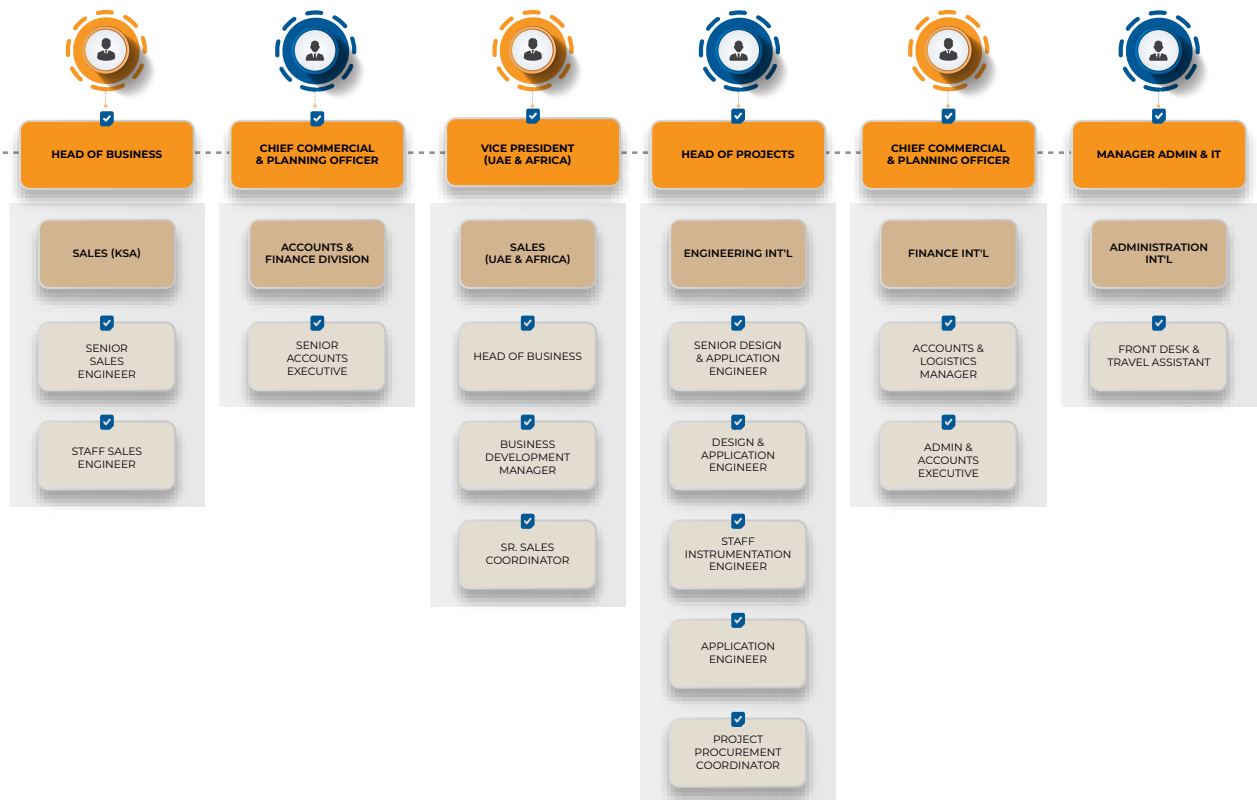 HEAD OF BUSINESS
CHIEF COMMERCIAL
& PLANNING OFFICER
VICE PRESIDENT
(UAE & AFRICA)
HEAD OF PROJECTS
CHIEF COMMERCIAL
& PLANNING OFFICER
MANAGER ADMIN & IT
SALES (KSA)
ACCOUNTS &
FINANCE DIVISION
SALES
(UAE & AFRICA)
ENGINEERING INT'L
FINANCE INT'L
ADMINISTRATION
INT'L
SENIOR
SALES
ENGINEER
SENIOR
ACCOUNTS
EXECUTIVE
HEAD OF BUSINESS
SENIOR DESIGN
& APPLICATION
ENGINEER
ACCOUNTS &
LOGISTICS
MANAGER
FRONT DESK &
TRAVEL ASSISTANT
STAFF SALES
ENGINEER
BUSINESS
DEVELOPMENT
MANAGER
DESIGN &
APPLICATION
ENGINEER
ADMIN &
ACCOUNTS
EXECUTIVE
SR. SALES
COORDINATOR
STAFF
INSTRUMENTATION
ENGINEER
APPLICATION
ENGINEER
PROJECT
PROCUREMENT
COORDINATOR